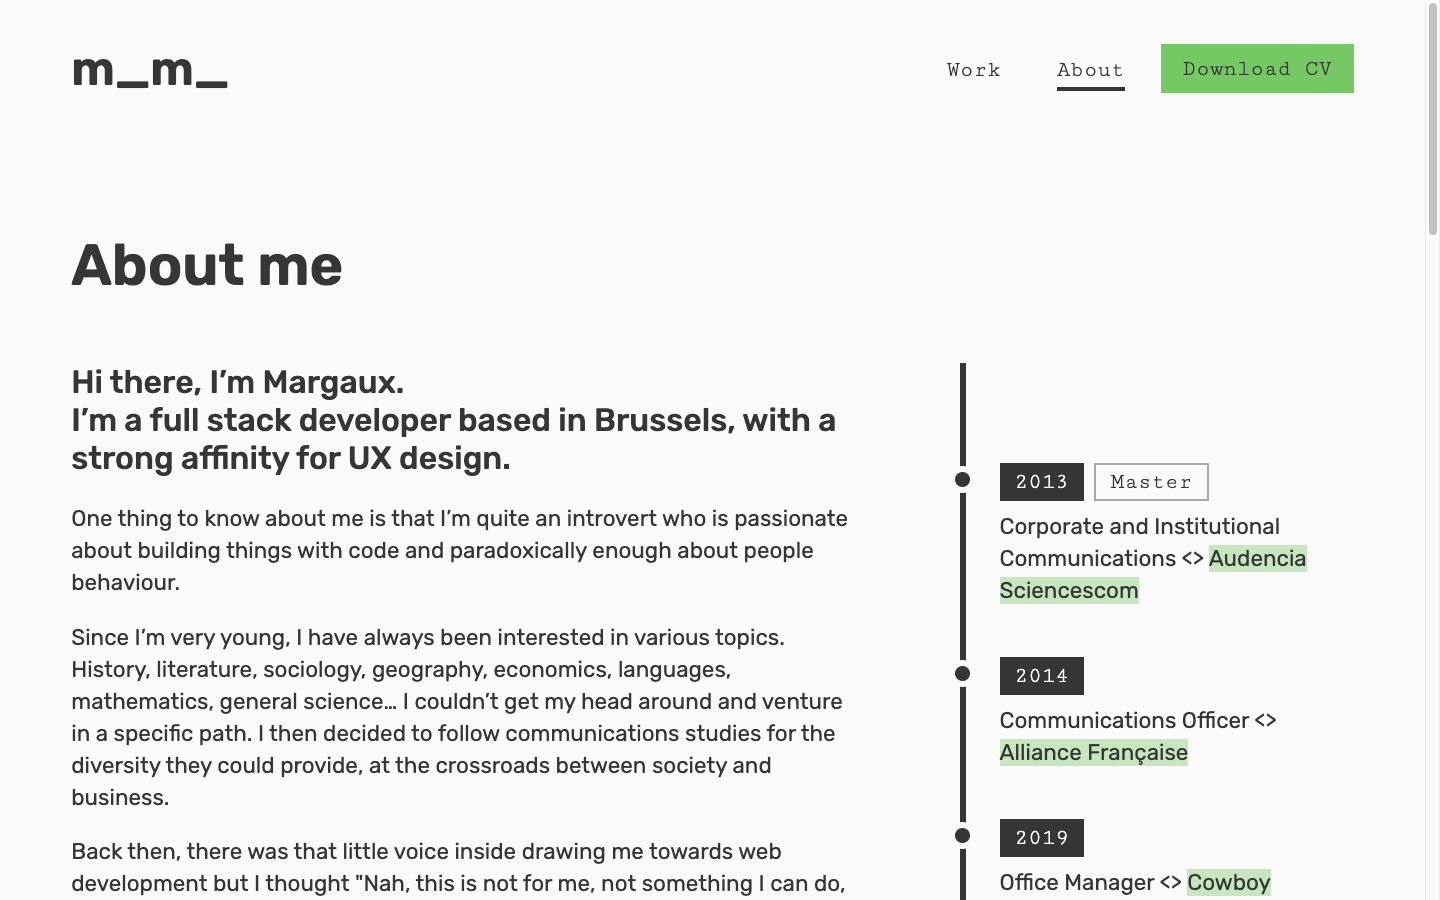 m_m_
Work
About
Download CV
About me
Hi there, I’m Margaux.
I’m a full stack developer based in Brussels, with a
strong affinity for UX design.
One thing to know about me is that I’m quite an introvert who is passionate
about building things with code and paradoxically enough about people
behaviour.
Since I’m very young, I have always been interested in various topics.
History, literature, sociology, geography, economics, languages,
mathematics, general science… I couldn’t get my head around and venture
in a specific path. I then decided to follow communications studies for the
diversity they could provide, at the crossroads between society and
business.
Back then, there was that little voice inside drawing me towards web
development but I thought "Nah, this is not for me, not something I can do,
2013
Master
Corporate and Institutional
Communications <> Audencia
Sciencescom
2014
Communications Officer <>
Alliance Française
2019
Office Manager <> Cowboy